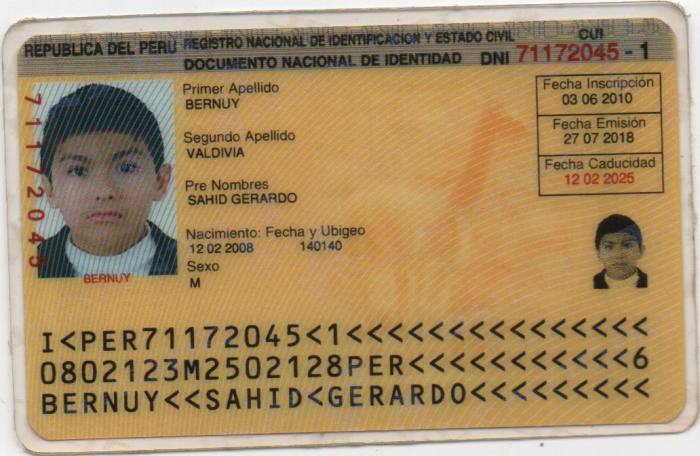 REPUBLICA DEL PERU REGISTRO NACIONAL DE IDENTIFICACION Y ESTADO CIVIL CUI
DOCUMENTO NACIONAL DE IDENTIDAD DNI 71172045 - 1
71172045
Primer Apellido
BERNUY
Segundo Apellido
VALDIVIA
Pre Nombres
SAHID GERARDO
Nacimiento: Fecha y Ubigeo
12 02 2008 140140
Sexo
M
BERNUY
Fecha Inscripción
03 06 2010
Fecha Emisión
27 07 2018
Fecha Caducidad
12 02 2025
I<PER71172045<1<<<<<<<<<<<<<<<
0802123M2502128PER<<<<<<<<<<<6
BERNUY<<SAHID<GERARDO<<<<<<<<<